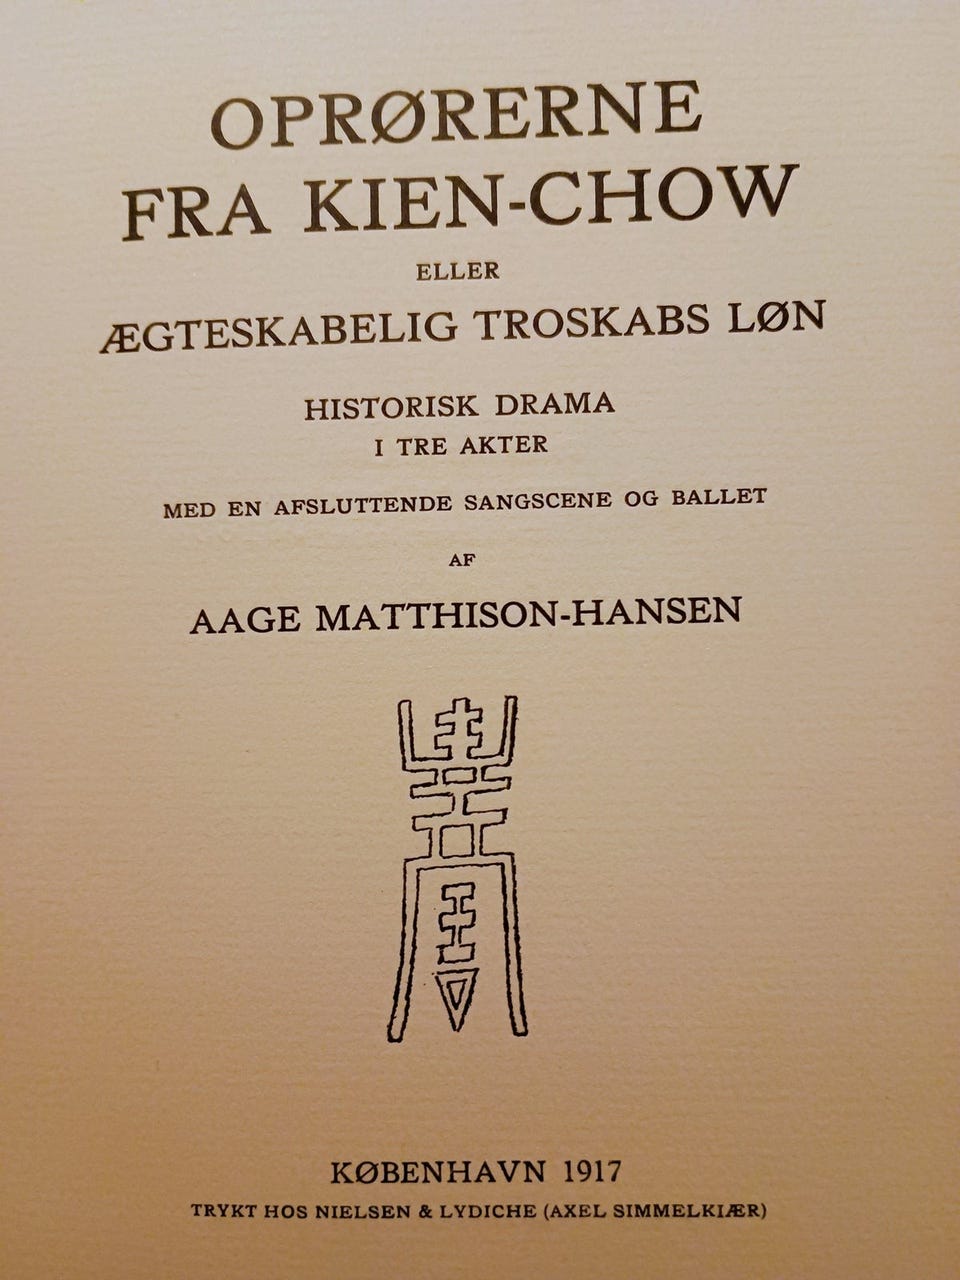 OPRØRERNE
FRA KIEN-CHOW
ELLER
ÆGTESKABELIG TROSKABS LØN
HISTORISK DRAMA
I TRE AKTER
MED EN AFSLUTTENDE SANGSCENE OG BALLET
AF
AAGE MATTHISON-HANSEN
KØBENHAVN 1917
TRYKT HOS NIELSEN & LYDICHE (AXEL SIMMELKIÆR)